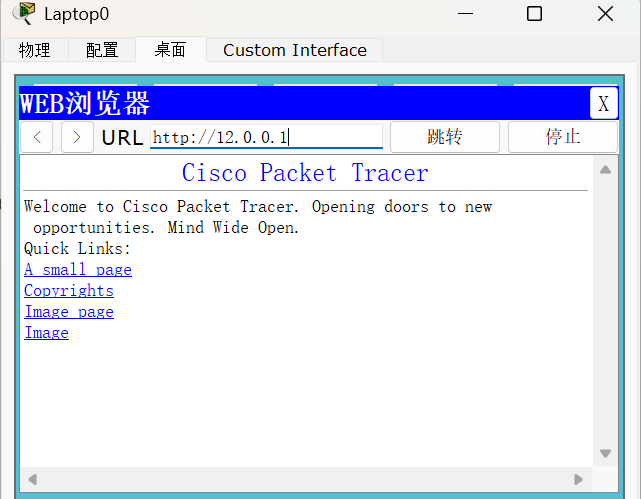 Laptop0
物理 配置 桌面 Custom Interface
WEB浏览器 X
< > URL http://12.0.0.1 跳转 停止
Cisco Packet Tracer
Welcome to Cisco Packet Tracer. Opening doors to new
opportunities. Mind Wide Open.
Quick Links:
A small page
Copyrights
Image page
Image